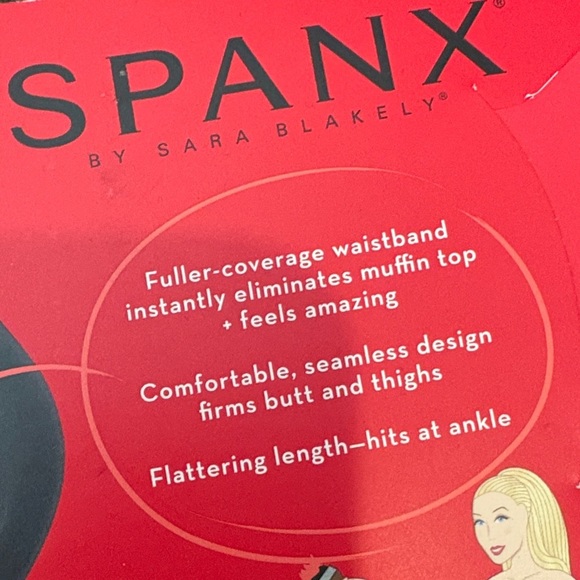 SPANX®
BY SARA BLAKELY®
Fuller-coverage waistband
instantly eliminates muffin top
+ feels amazing
Comfortable, seamless design
firms butt and thighs
Flattering length—hits at ankle